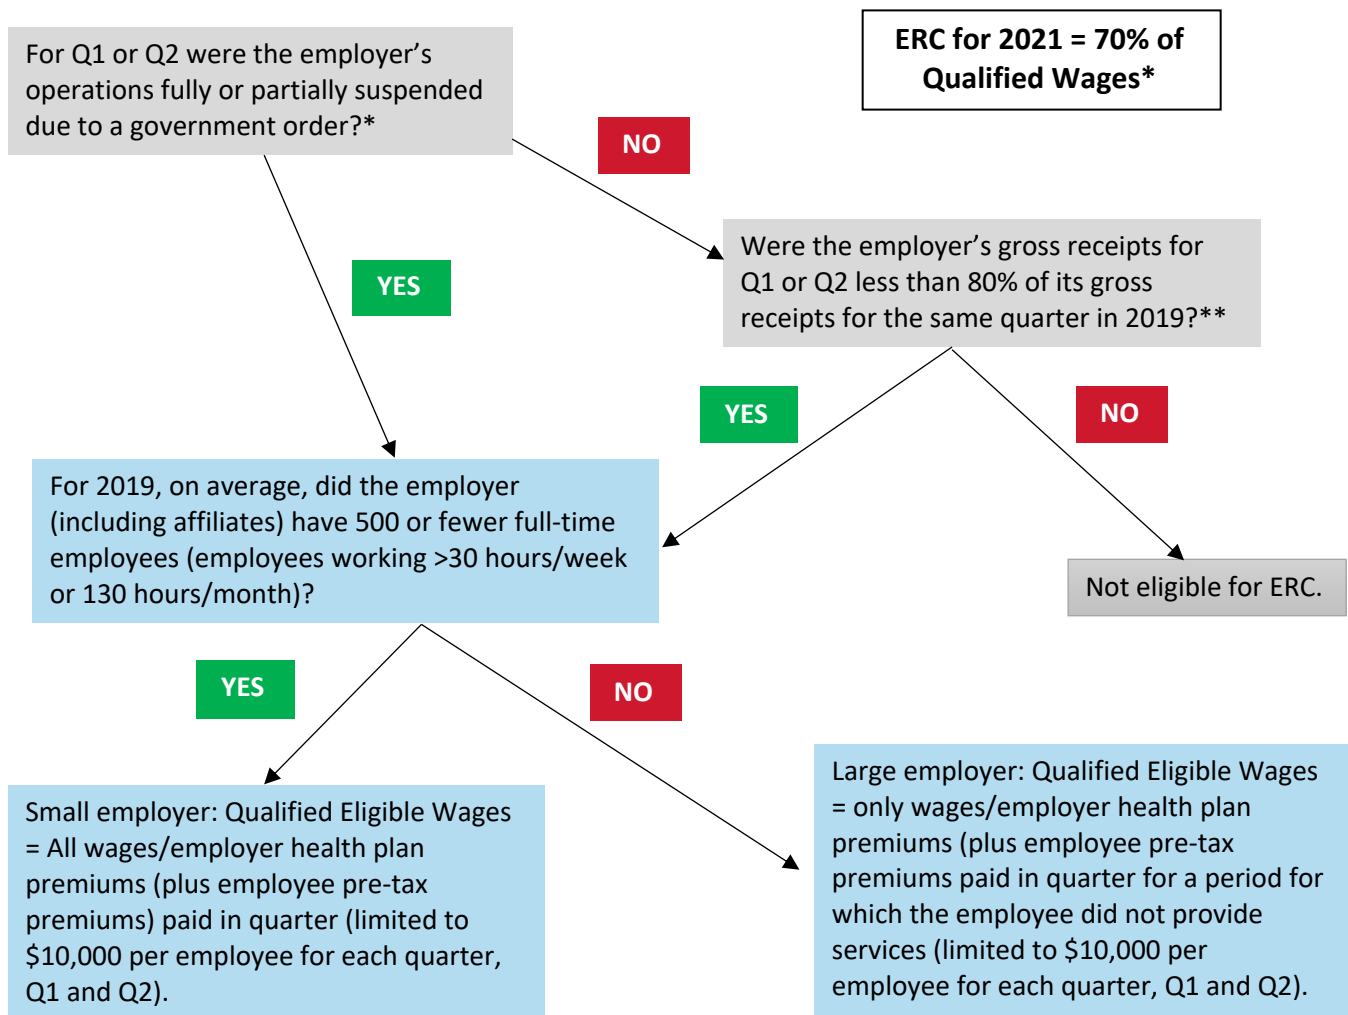 For Q1 or Q2 were the employer’s
operations fully or partially suspended
due to a government order?*
ERC for 2021 = 70% of
Qualified Wages*
NO
YES
Were the employer’s gross receipts for
Q1 or Q2 less than 80% of its gross
receipts for the same quarter in 2019?**
YES
NO
For 2019, on average, did the employer
(including affiliates) have 500 or fewer full-time
employees (employees working >30 hours/week
or 130 hours/month)?
Not eligible for ERC.
YES
NO
Small employer: Qualified Eligible Wages
= All wages/employer health plan
premiums (plus employee pre-tax
premiums) paid in quarter (limited to
$10,000 per employee for each quarter,
Q1 and Q2).
Large employer: Qualified Eligible Wages
= only wages/employer health plan
premiums (plus employee pre-tax
premiums paid in quarter for a period for
which the employee did not provide
services (limited to $10,000 per
employee for each quarter, Q1 and Q2).